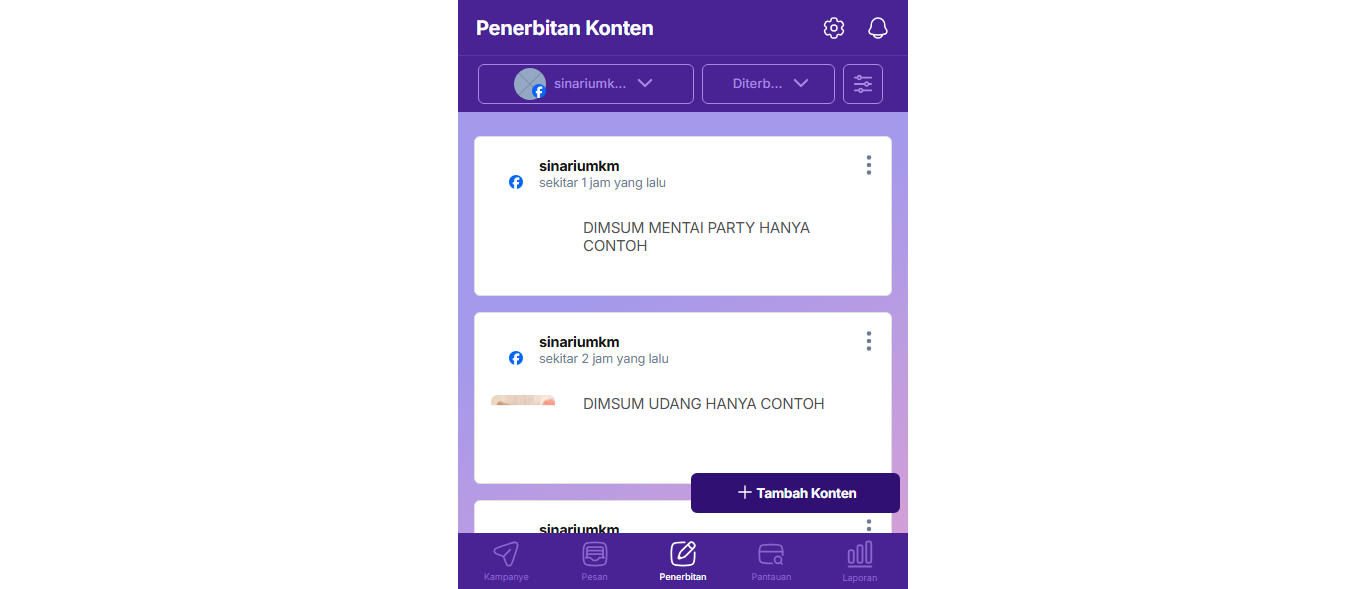 Penerbitan Konten
sinariumk...
Diterb...
sinariumkm
sekitar 1 jam yang lalu
DIMSUM MENTAI PARTY HANYA
CONTOH
sinariumkm
sekitar 2 jam yang lalu
DIMSUM UDANG HANYA CONTOH
Tambah Konten
sinariumkm
Kampanye
Pesan
Penerbitan
Pantauan
Laporan